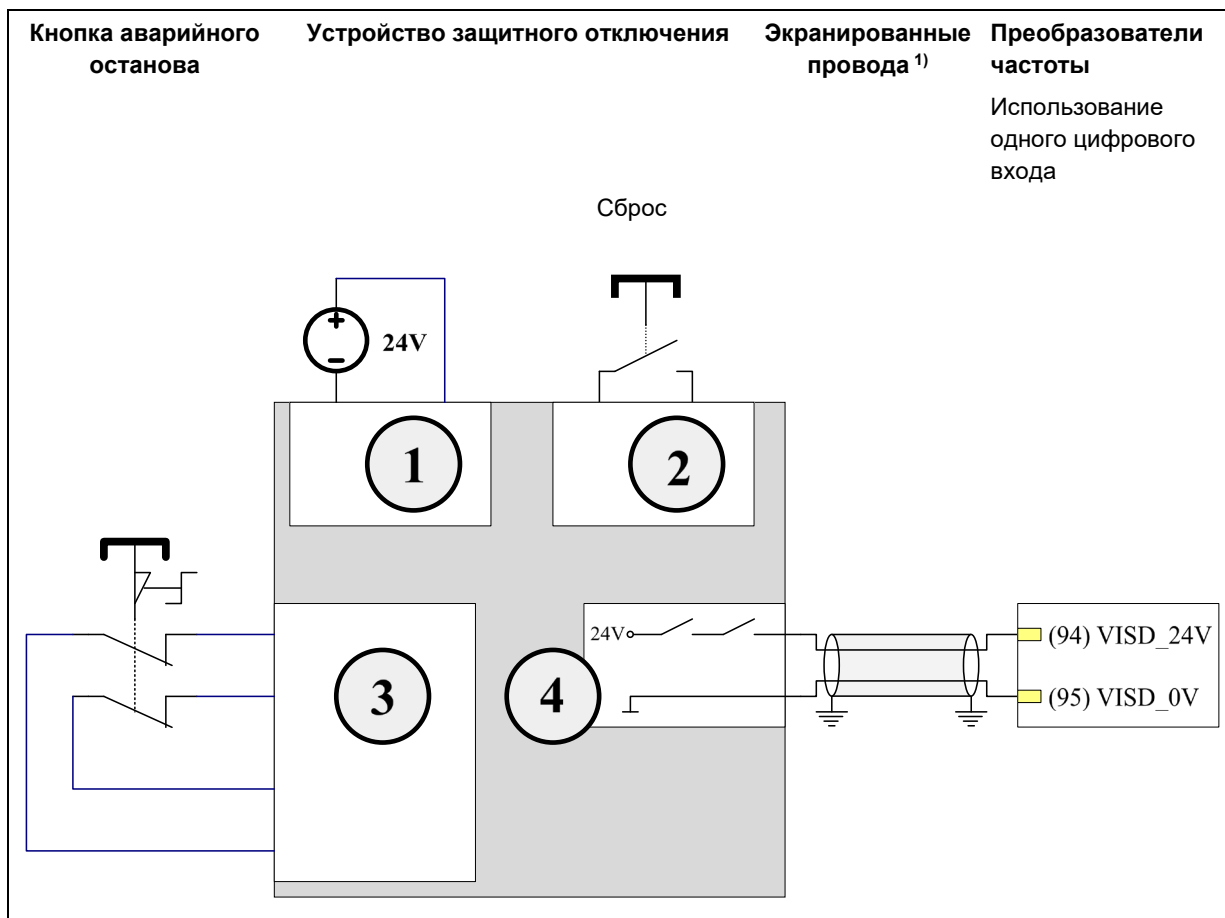 Кнопка аварийного
останова
Устройство защитного отключения
Экранированные
провода 1)
Преобразователи
частоты
Использование
одного цифрового
входа
Сброс
24V
1
2
3
4
24V
(94) VISD_24V
(95) VISD_0V